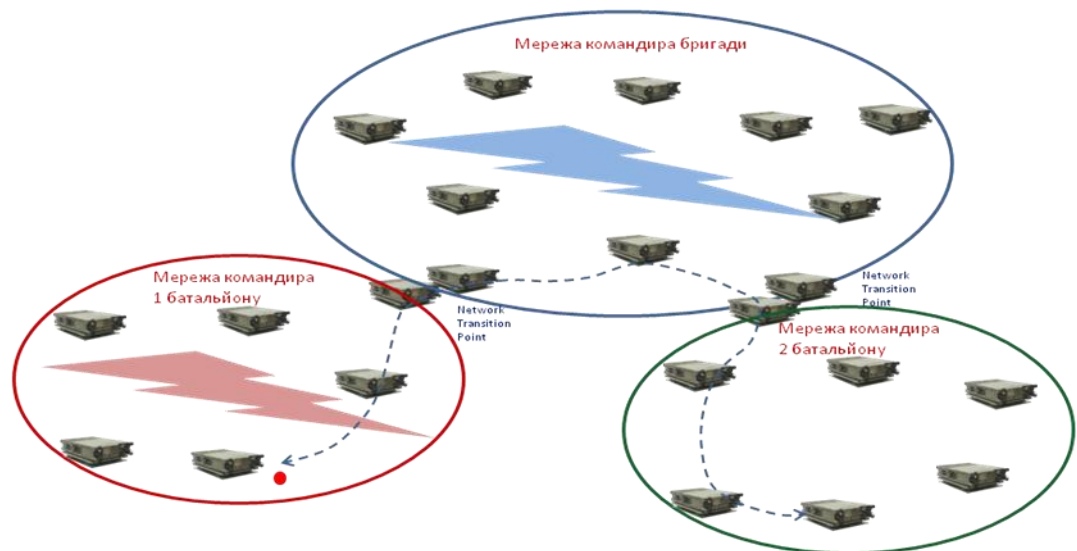 Мережа командира бригади
Мережа командира
1 батальйону
Network
Transition
Point
Network
Transition
Point
Мережа командира
2 батальйону